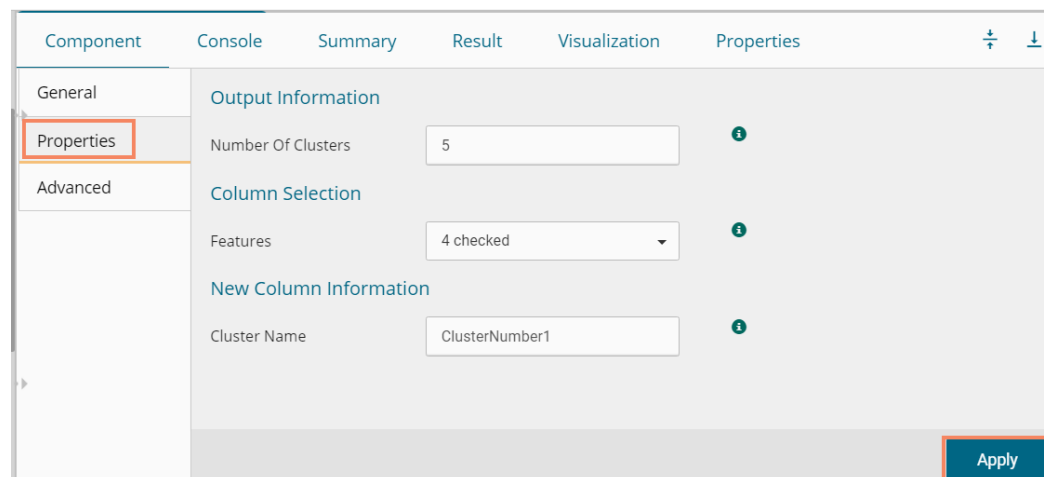 Component Console Summary Result Visualization Properties
General
Properties
Advanced
Output Information
Number Of Clusters 5
Column Selection
Features 4 checked
New Column Information
Cluster Name ClusterNumber1
Apply